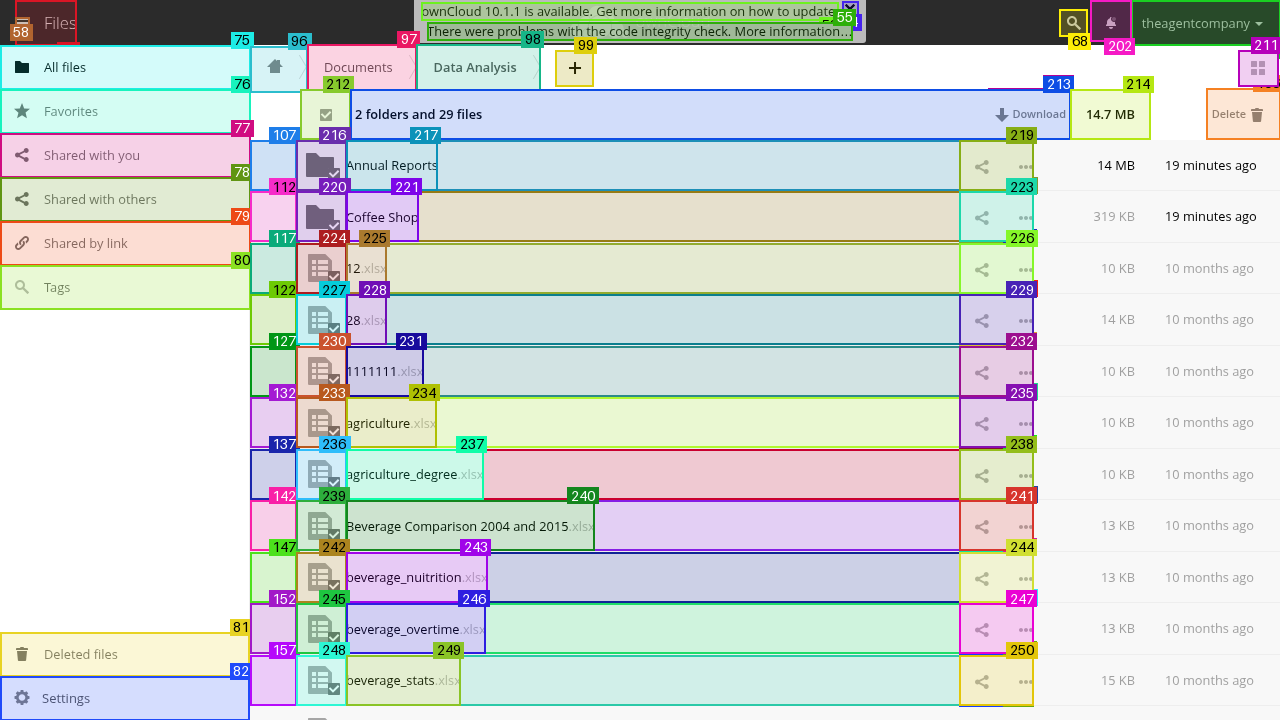 ownCloud 10.1.1 is available. Get more information on how to update
55
There were problems with the code integrity check. More information...
58 Files
68
202
theagentcompany
75
76
77
78
79
80
81
82
All files
Favorites
Shared with you
Shared with others
Shared by link
Tags
Deleted files
Settings
96
97
98
99
211
Documents
Data Analysis
+
212
213
214
2 folders and 29 files
Download
14.7 MB
Delete
107 216 217 219
Annual Reports 14 MB 19 minutes ago
112 220 221 223
Coffee Shop 319 KB 19 minutes ago
117 224 225 226
12.xlsx 10 KB 10 months ago
122 227 228 229
28.xlsx 14 KB 10 months ago
127 230 231 232
1111111.xlsx 10 KB 10 months ago
132 233 234 235
agriculture.xlsx 10 KB 10 months ago
137 236 237 238
agriculture_degree.xlsx 10 KB 10 months ago
142 239 240 241
Beverage Comparison 2004 and 2015.xlsx 13 KB 10 months ago
147 242 243 244
beverage_nuitrition.xlsx 13 KB 10 months ago
152 245 246 247
beverage_overtime.xlsx 13 KB 10 months ago
157 248 249 250
beverage_stats.xlsx 15 KB 10 months ago